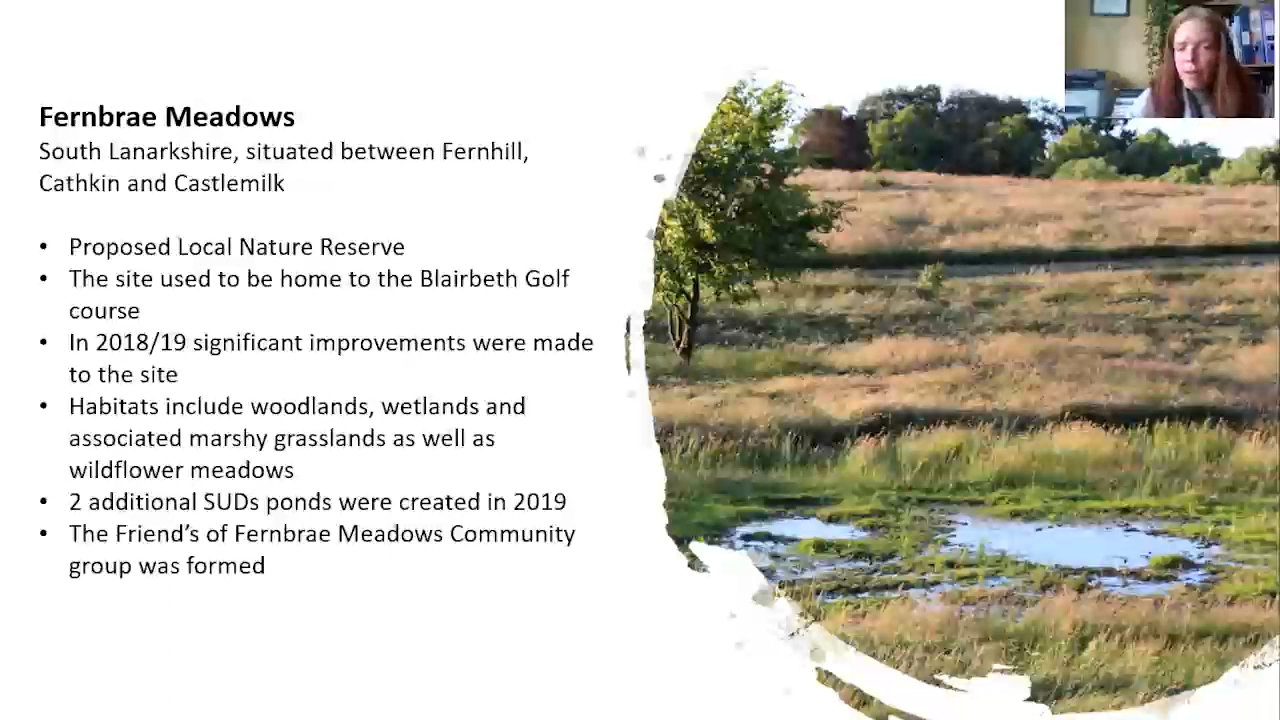 Fernbrae Meadows
South Lanarkshire, situated between Fernhill,
Cathkin and Castlemilk
• Proposed Local Nature Reserve
• The site used to be home to the Blairbeth Golf
course
• In 2018/19 significant improvements were made
to the site
• Habitats include woodlands, wetlands and
associated marshy grasslands as well as
wildflower meadows
• 2 additional SUDs ponds were created in 2019
• The Friend’s of Fernbrae Meadows Community
group was formed